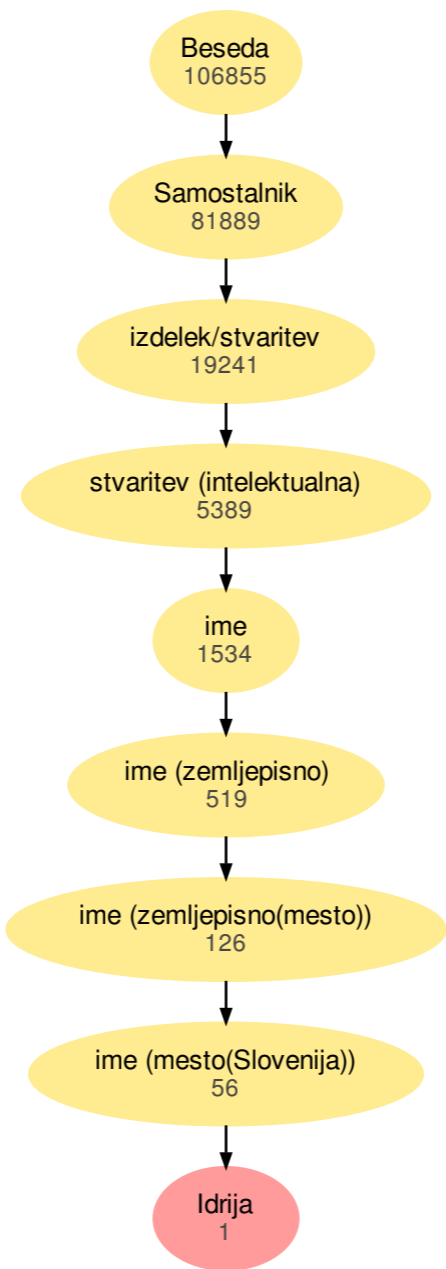 Beseda
106855
Samostalnik
81889
izdelek/stvaritev
19241
stvaritev (intelektualna)
5389
ime
1534
ime (zemljepisno)
519
ime (zemljepisno(mesto))
126
ime (mesto(Slovenija))
56
Idrija
1